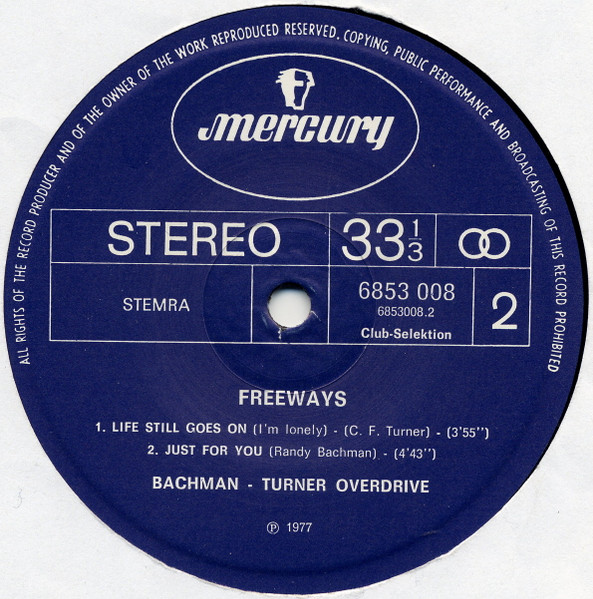 ALL RIGHTS OF THE RECORD PRODUCER AND OF THE OWNER OF THE WORK REPRODUCED RESERVED. COPYING, PUBLIC PERFORMANCE AND BROADCASTING OF THIS RECORD PROHIBITED
mercury
STEREO 33 1/3
STEMRA
6853 008
6853008.2
Club-Selektion
2
FREEWAYS
1. LIFE STILL GOES ON (I'm lonely) - (C. F. Turner) - (3'55")
2. JUST FOR YOU (Randy Bachman) - (4'43")
BACHMAN - TURNER OVERDRIVE
℗ 1977